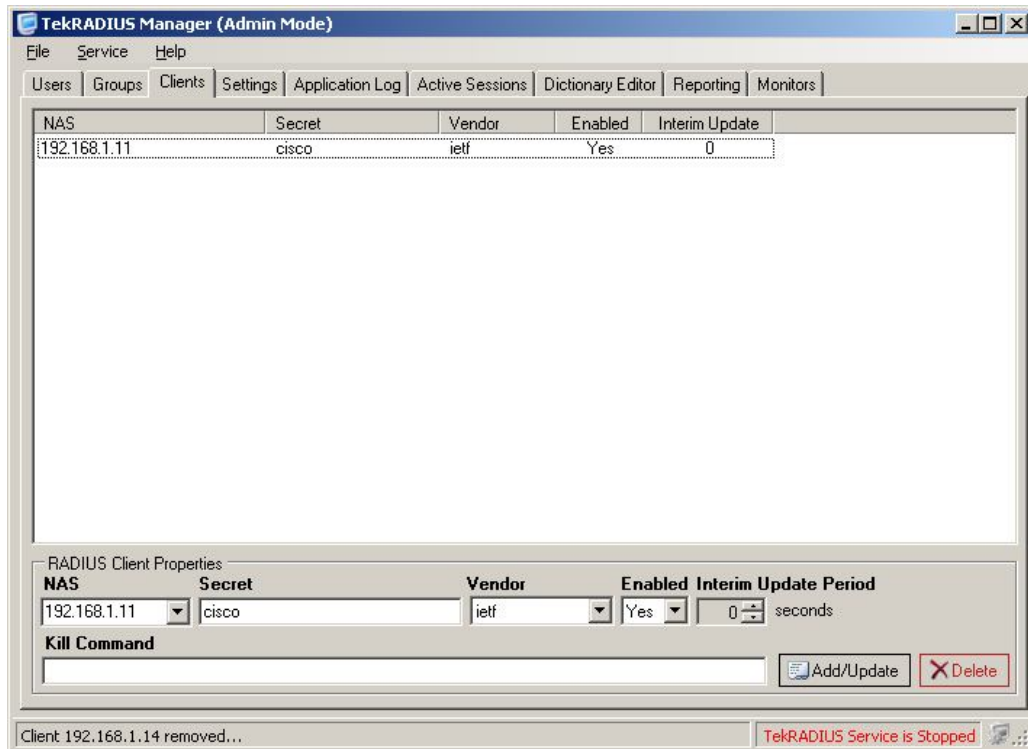 TekRADIUS Manager (Admin Mode)
File Service Help
Users Groups Clients Settings Application Log Active Sessions Dictionary Editor Reporting Monitors
NAS Secret Vendor Enabled Interim Update
192.168.1.11 cisco ietf Yes 0
RADIUS Client Properties
NAS Secret Vendor Enabled Interim Update Period
192.168.1.11 cisco ietf Yes 0 seconds
Kill Command
Add/Update Delete
Client 192.168.1.14 removed... TekRADIUS Service is Stopped